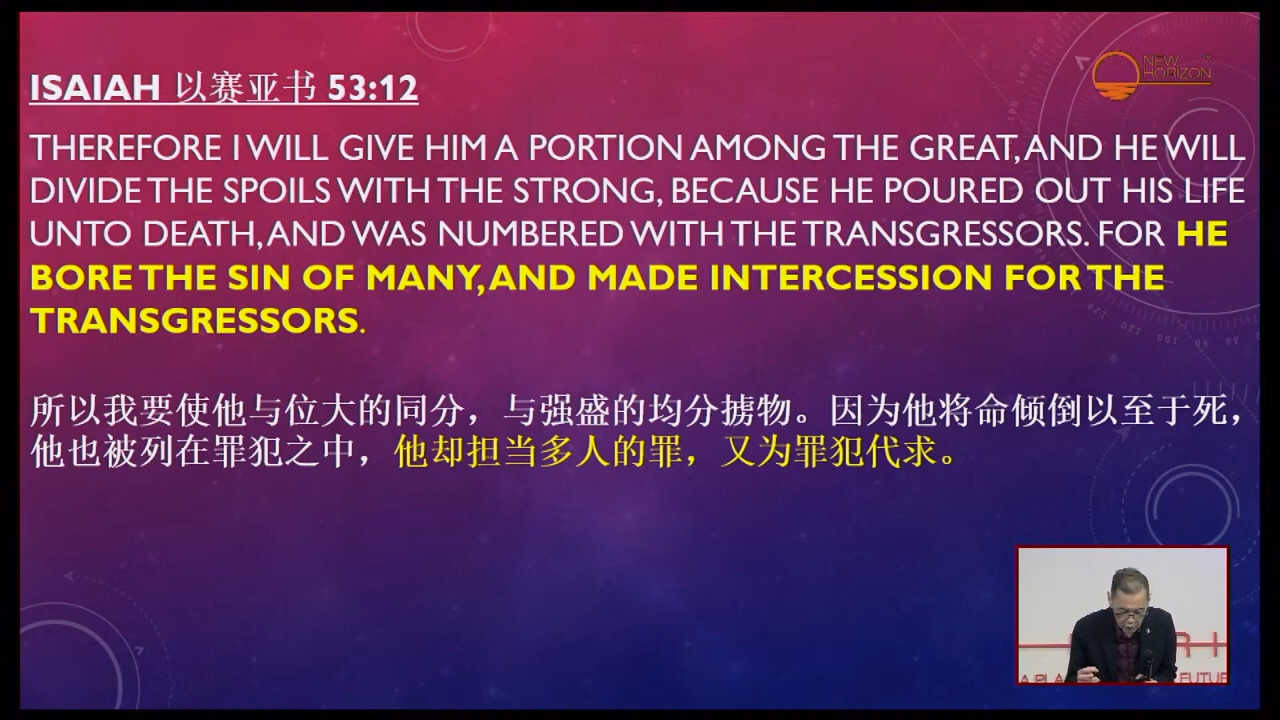 ISAIAH 以赛亚书 53:12
NEW
HORIZON
THEREFORE I WILL GIVE HIM A PORTION AMONG THE GREAT, AND HE WILL
DIVIDE THE SPOILS WITH THE STRONG, BECAUSE HE POURED OUT HIS LIFE
UNTO DEATH, AND WAS NUMBERED WITH THE TRANSGRESSORS. FOR HE
BORE THE SIN OF MANY, AND MADE INTERCESSION FOR THE
TRANSGRESSORS.
所以我要使他与位大的同分，与强盛的均分掳物。因为他将命倾倒以至于死，
他也被列在罪犯之中，他却担当多人的罪，又为罪犯代求。